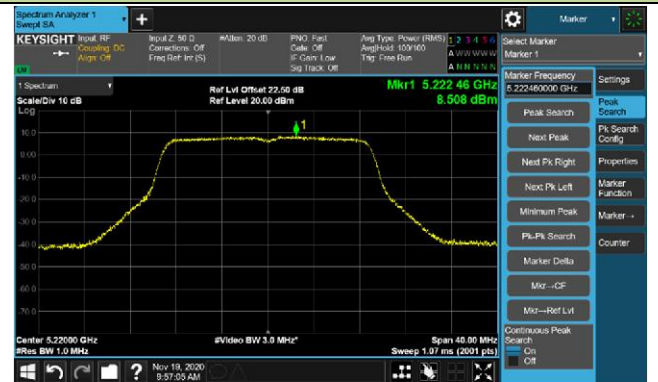 Spectrum Analyzer 1
Swept SA
+
Marker
KEYSIGHT
Input: RF
Coupling: DC
Align: Off
Input Z: 50 Ω
Corrections: Off
Freq Ref: Int (S)
#Atten: 20 dB
PNO: Fast
Gate: Off
IF Gain: Low
Sig Track: Off
Avg Type: Power (RMS)
Avg|Hold: 100/100
Trig: Free Run
1 2 3 4 5 6
A W W W W W
A N N N N N
Select Marker
Marker 1
1 Spectrum
Scale/Div 10 dB
Log
Ref Lvl Offset 22.50 dB
Ref Level 20.00 dBm
Mkr1 5.222 46 GHz
8.508 dBm
1
10.0
0.00
-10.0
-20.0
-30.0
-40.0
-50.0
-60.0
-70.0
Center 5.22000 GHz
#Res BW 1.0 MHz
#Video BW 3.0 MHz*
Span 40.00 MHz
Sweep 1.07 ms (2001 pts)
Marker Frequency
5.222460000 GHz
Peak Search
Next Peak
Next Pk Right
Next Pk Left
Minimum Peak
Pk-Pk Search
Marker Delta
Mkr→CF
Mkr→Ref Lvl
Continuous Peak
Search
On
Off
Settings
Peak
Search
Pk Search
Config
Properties
Marker
Function
Marker→
Counter
?
Nov 19, 2020
9:57:05 AM